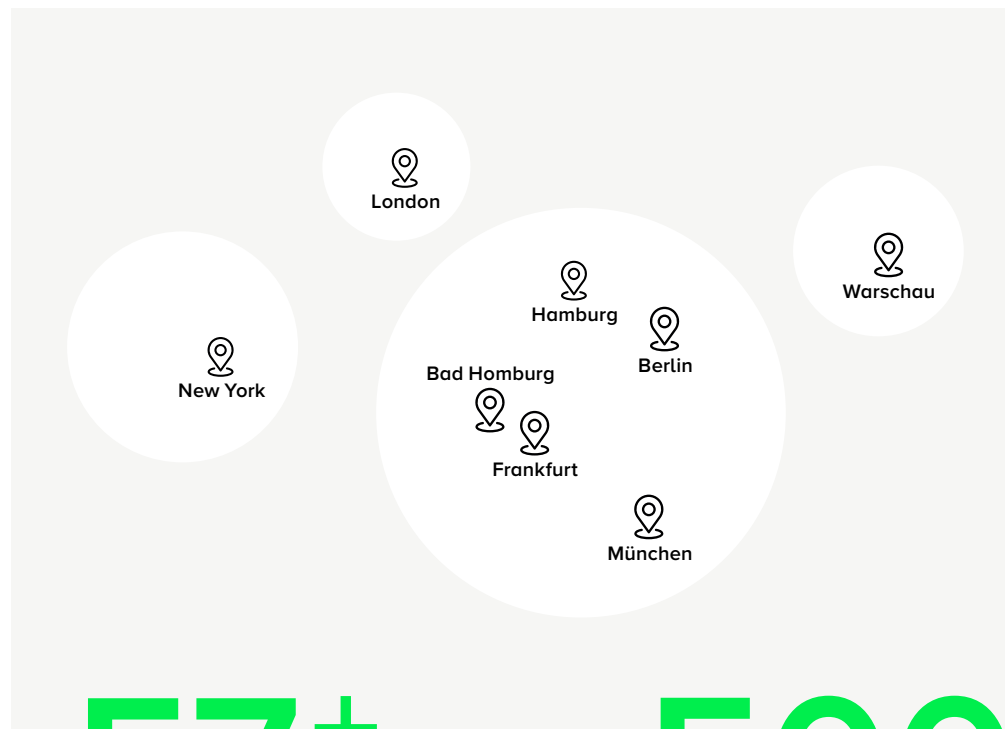 London
Warschau
Hamburg
Berlin
Bad Homburg
New York
Frankfurt
München